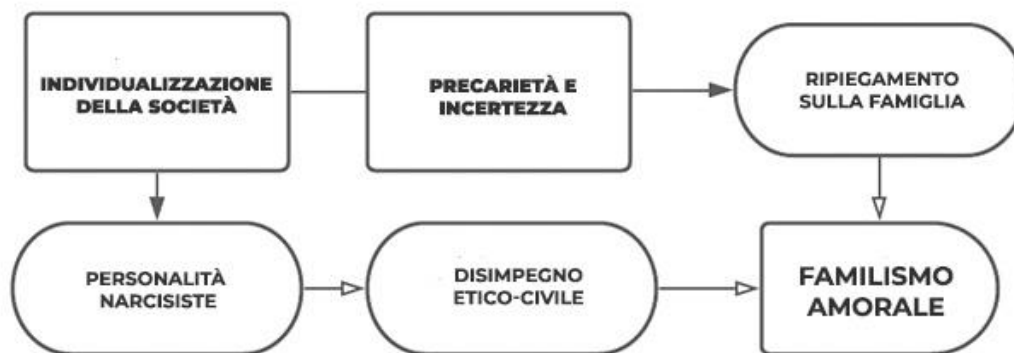 INDIVIDUALIZZAZIONE
DELLA SOCIETÀ
PRECARIETÀ E
INCERTEZZA
RIPIEGAMENTO
SULLA FAMIGLIA
PERSONALITÀ
NARCISISTE
DISIMPEGNO
ETICO-CIVILE
FAMILISMO
AMORALE